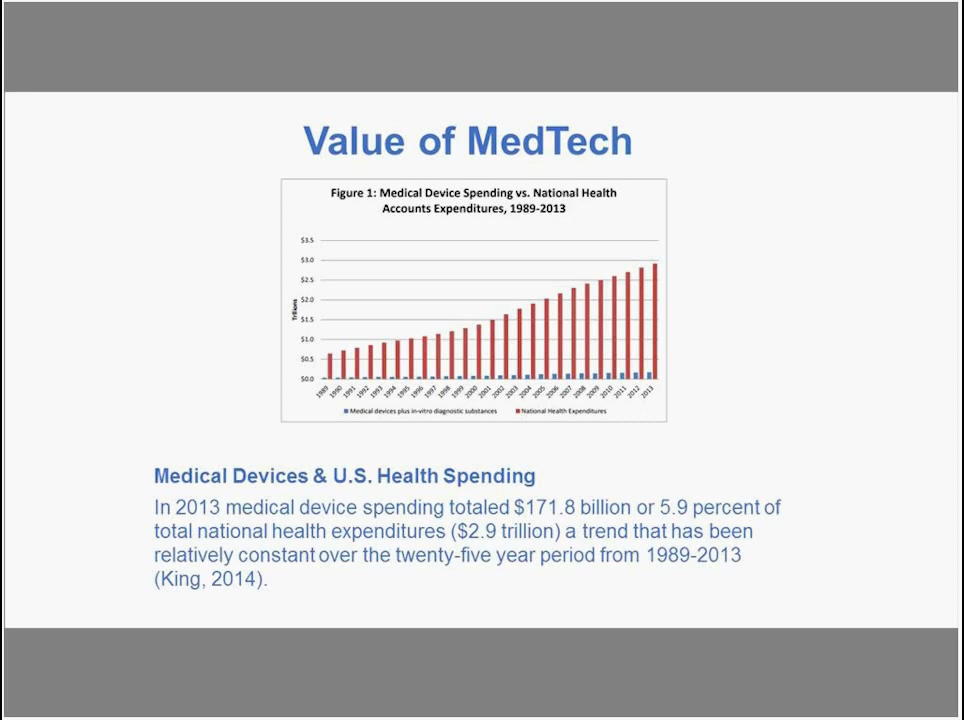 Value of MedTech
Figure 1: Medical Device Spending vs. National Health
Accounts Expenditures, 1989-2013
$3.5
$3.0
$2.5
$2.0
$1.5
$1.0
$0.5
$0.0
Trillions
1989 1990 1991 1992 1993 1994 1995 1996 1997 1998 1999 2000 2001 2002 2003 2004 2005 2006 2007 2008 2009 2010 2011 2012 2013
Medical devices plus in-vitro diagnostic substances National Health Expenditures
Medical Devices & U.S. Health Spending
In 2013 medical device spending totaled $171.8 billion or 5.9 percent of
total national health expenditures ($2.9 trillion) a trend that has been
relatively constant over the twenty-five year period from 1989-2013
(King, 2014).